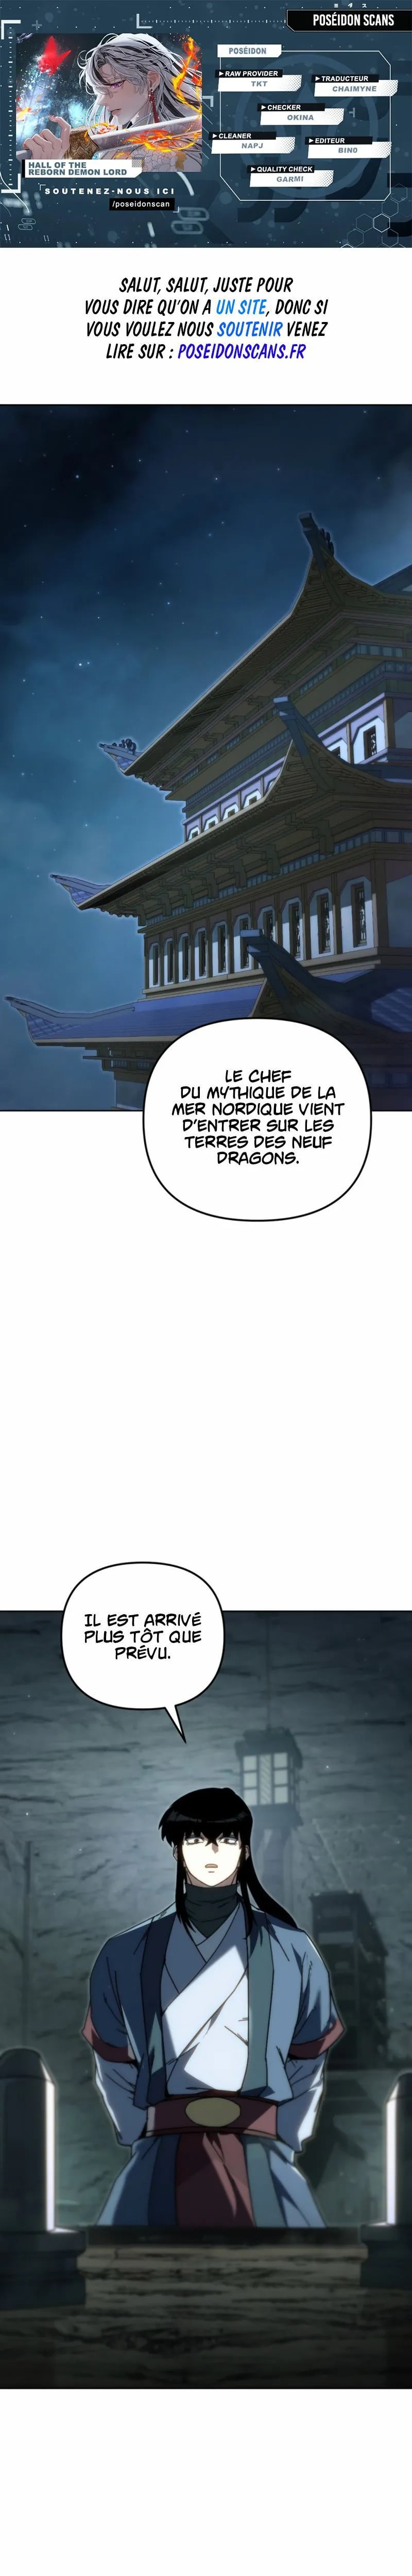 POSÉIDON SCANS
POSÉIDON
RAW PROVIDER
TKT
TRADUCTEUR
CHAIMYNE
CHECKER
OKINA
CLEANER
NAPJ
EDITEUR
BIN0
QUALITY CHECK
GARMI
HALL OF THE
REBORN DEMON LORD
SOUTENEZ-NOUS ICI
/poseidonscan
SALUT, SALUT, JUSTE POUR
VOUS DIRE QU'ON A UN SITE, DONC SI
VOUS VOULEZ NOUS SOUTENIR VENEZ
LIRE SUR : POSEIDONSCANS.FR
LE CHEF
DU MYTHIQUE DE LA
MER NORDIQUE VIENT
D'ENTRER SUR LES
TERRES DES NEUF
DRAGONS.
IL EST ARRIVÉ
PLUS TÔT QUE
PRÉVU.